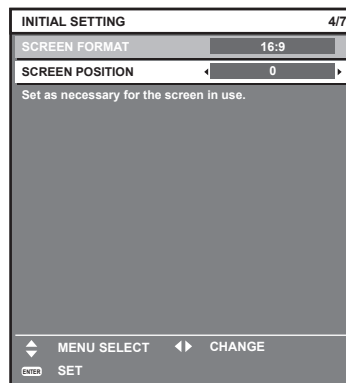 INITIAL SETTING 4/7
SCREEN FORMAT 16:9
SCREEN POSITION 0
Set as necessary for the screen in use.
MENU SELECT CHANGE
ENTER SET